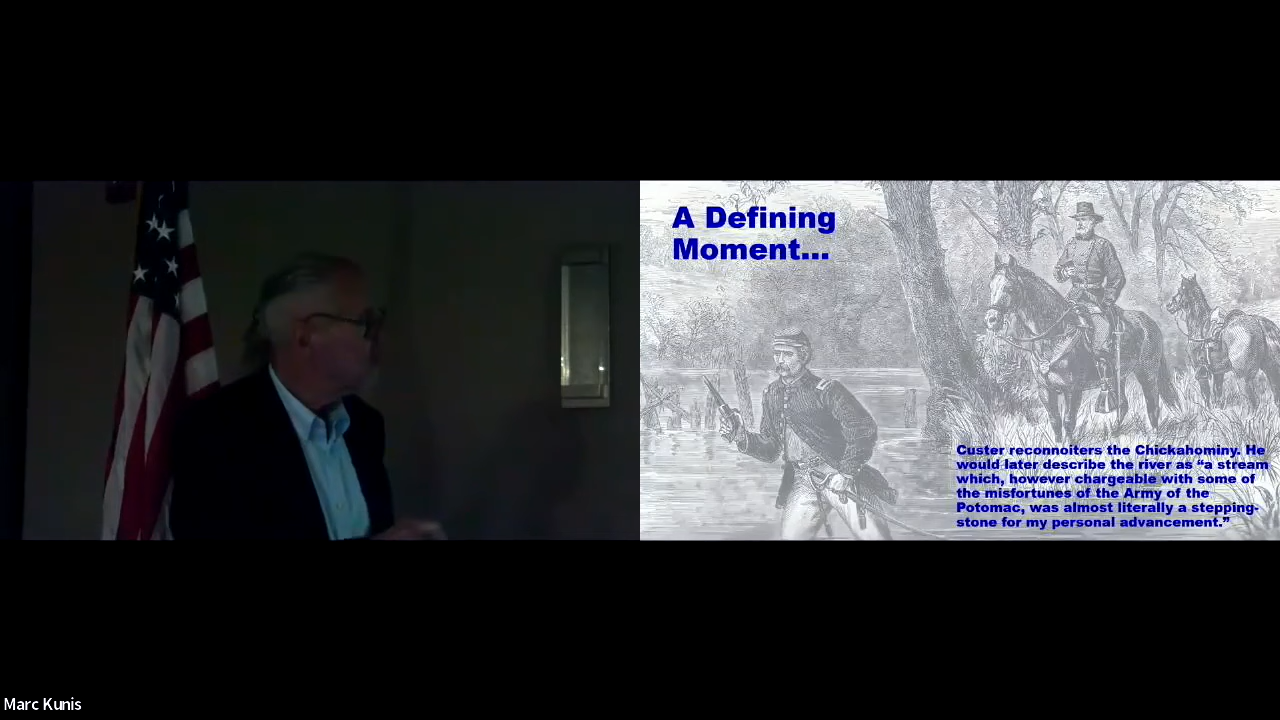 A Defining
Moment...
Custer reconnoiters the Chickahominy. He
would later describe the river as “a stream
which, however chargeable with some of
the misfortunes of the Army of the
Potomac, was almost literally a stepping-
stone for my personal advancement.”
Marc Kunis